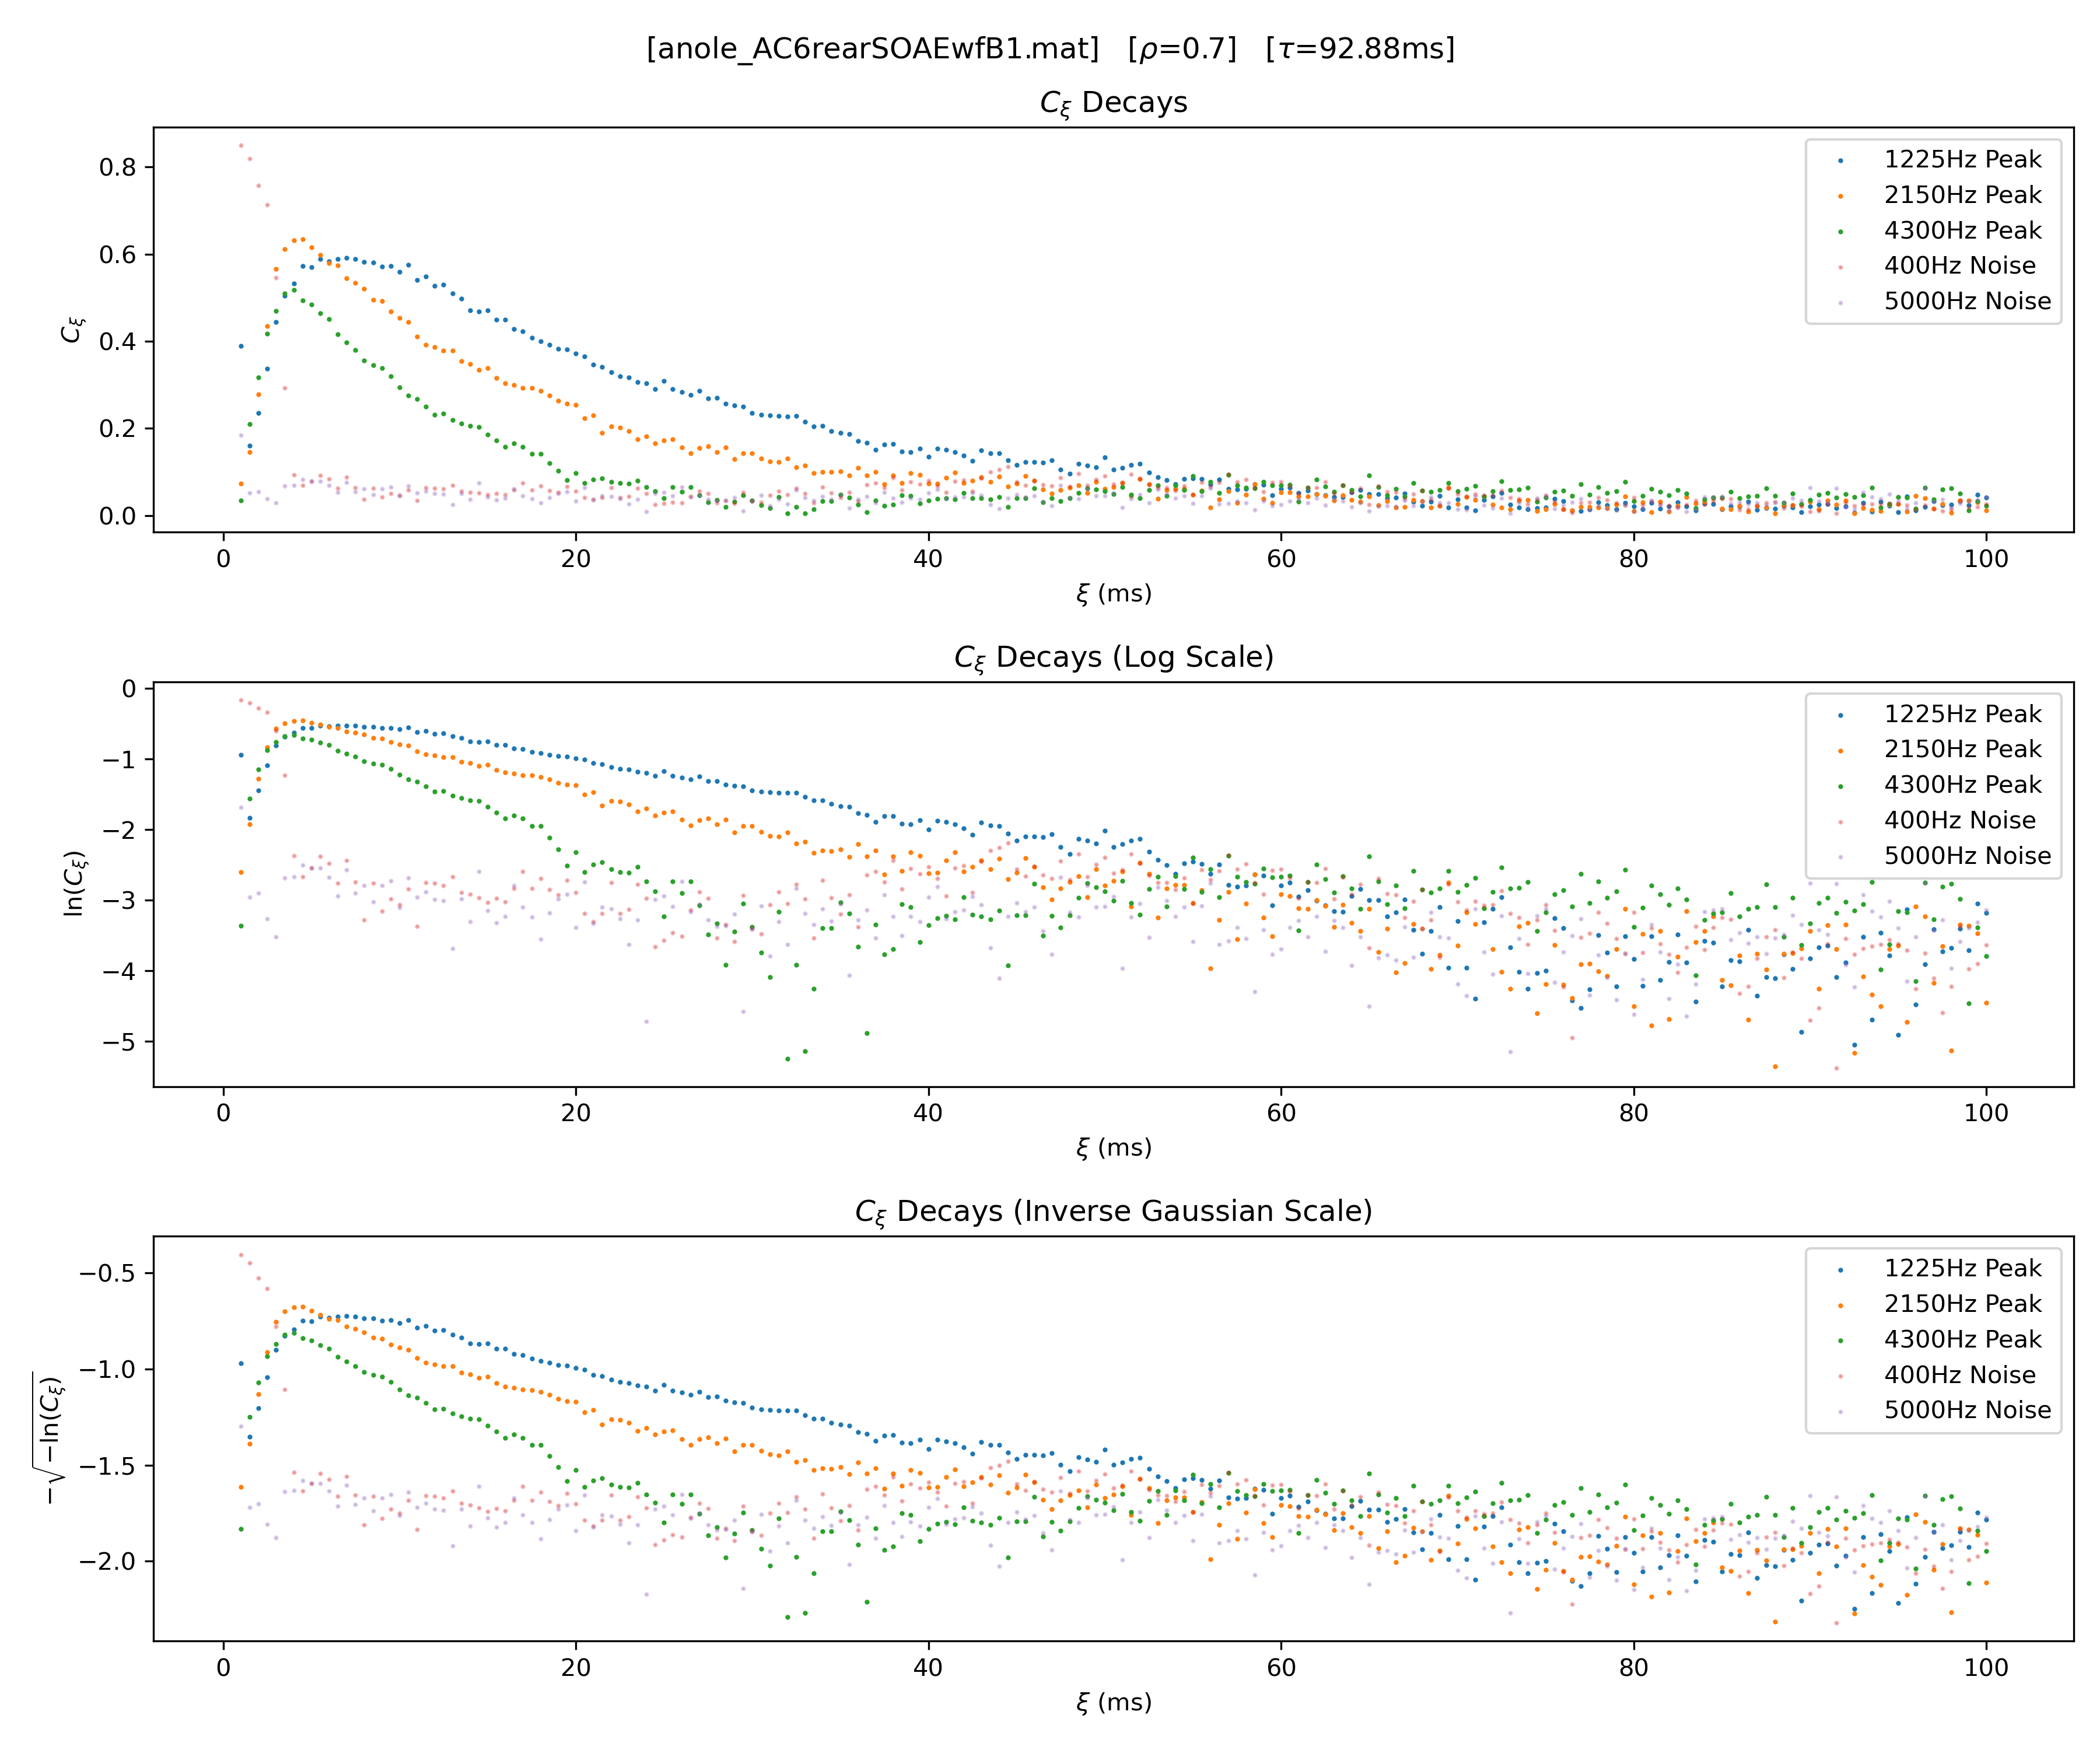 [anole_AC6rearSOAEwfB1.mat] [ρ=0.7] [τ=92.88ms]
C_ξ Decays
0.8
0.6
0.4
0.2
0.0
C_ξ
1225Hz Peak
2150Hz Peak
4300Hz Peak
400Hz Noise
5000Hz Noise
0 20 40 60 80 100
ξ (ms)
C_ξ Decays (Log Scale)
0
−1
−2
−3
−4
−5
ln(C_ξ)
1225Hz Peak
2150Hz Peak
4300Hz Peak
400Hz Noise
5000Hz Noise
0 20 40 60 80 100
ξ (ms)
C_ξ Decays (Inverse Gaussian Scale)
−0.5
−1.0
−1.5
−2.0
−√−ln(C_ξ)
1225Hz Peak
2150Hz Peak
4300Hz Peak
400Hz Noise
5000Hz Noise
0 20 40 60 80 100
ξ (ms)